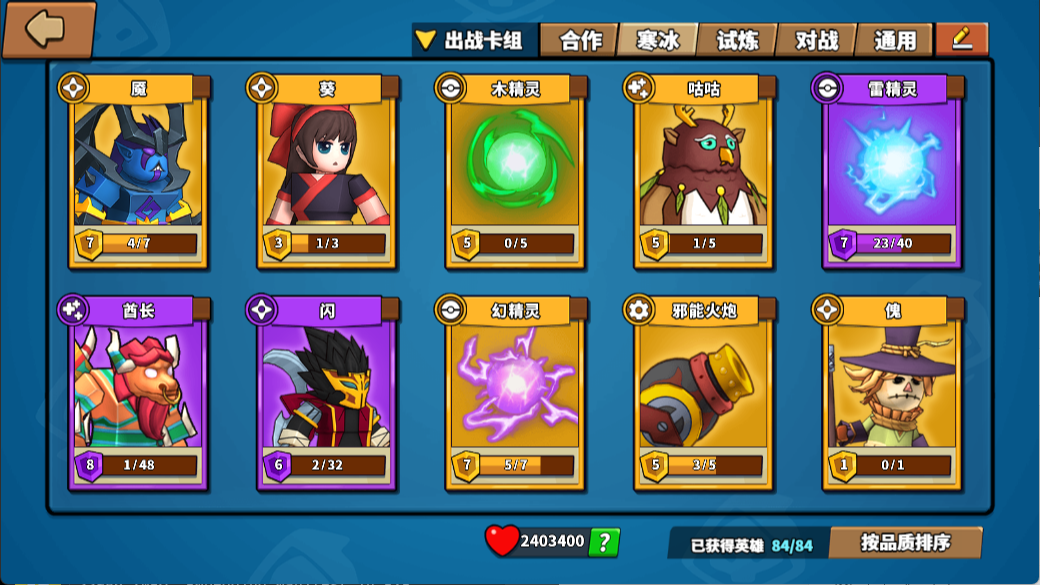 出战卡组 合作 寒冰 试炼 对战 通用
魇 葵 木精灵 咕咕 雷精灵
7 4/7 3 1/3 5 0/5 5 1/5 7 23/40
酋长 闪 幻精灵 邪能火炮 傀
8 1/48 6 2/32 7 5/7 5 3/5 1 0/1
2403400 ? 已获得英雄 84/84 按品质排序